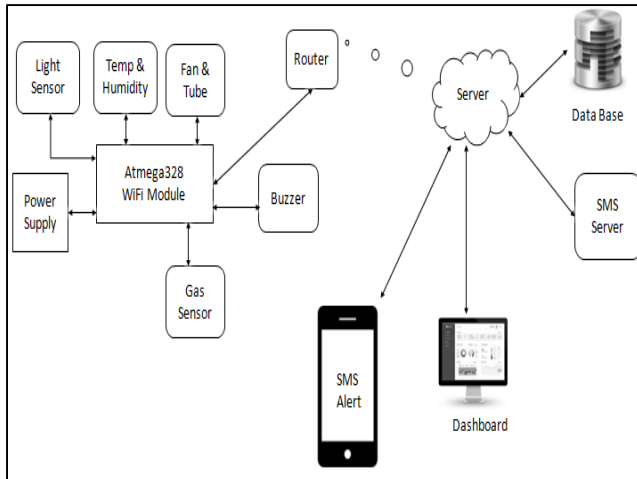 Light
Sensor
Temp &
Humidity
Fan &
Tube
Router
Server
Data Base
Atmega328
WiFi Module
Power
Supply
Buzzer
SMS
Server
Gas
Sensor
SMS
Alert
Dashboard